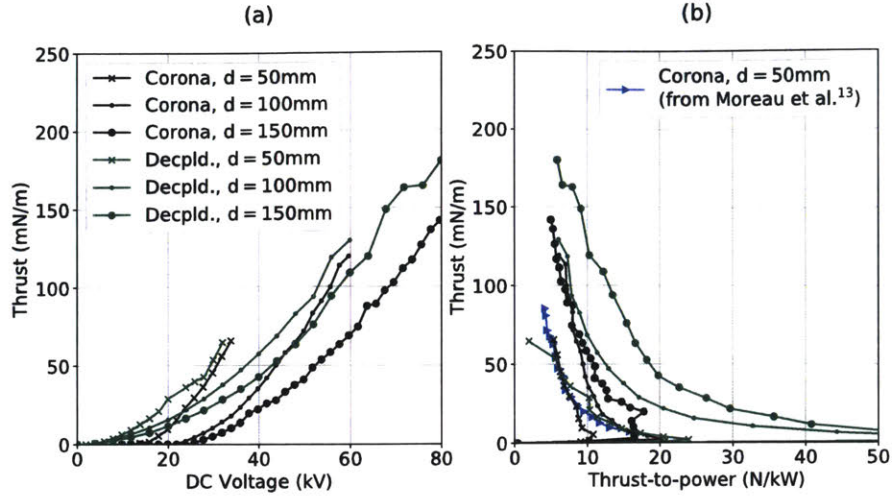 (a)
(b)
250
200
150
100
50
0
Thrust (mN/m)
Corona, d = 50mm
Corona, d = 100mm
Corona, d = 150mm
Decpld., d = 50mm
Decpld., d = 100mm
Decpld., d = 150mm
0 20 40 60 80
DC Voltage (kV)
250
200
150
100
50
0
Thrust (mN/m)
Corona, d = 50mm
(from Moreau et al.¹³)
0 10 20 30 40 50
Thrust-to-power (N/kW)